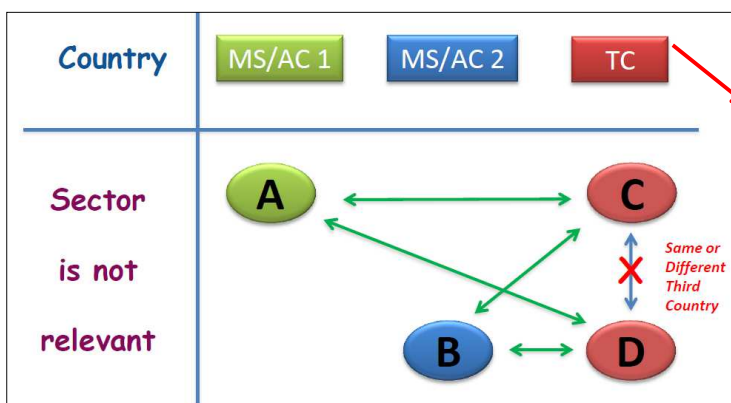 Country
MS/AC 1
MS/AC 2
TC
Sector
is not
relevant
A
C
Same or
Different
Third
Country
B
D